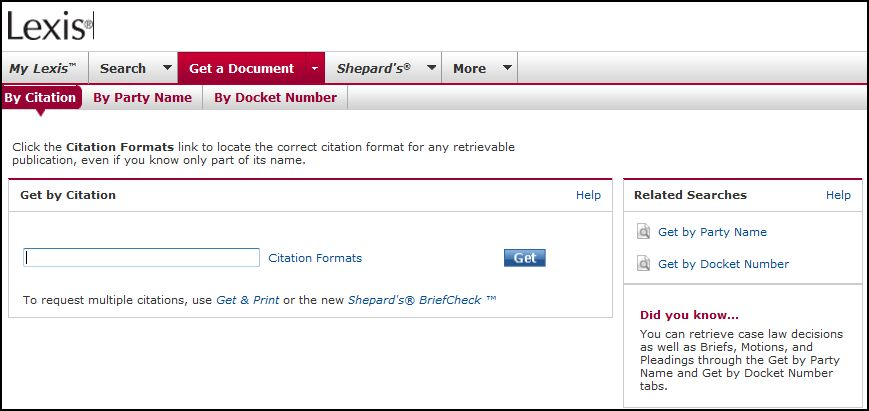 Lexis®
My Lexis™ Search Get a Document Shepard's® More
By Citation By Party Name By Docket Number
Click the Citation Formats link to locate the correct citation format for any retrievable
publication, even if you know only part of its name.
Get by Citation Help
Citation Formats Get
To request multiple citations, use Get & Print or the new Shepard's® BriefCheck ™
Related Searches Help
Get by Party Name
Get by Docket Number
Did you know...
You can retrieve case law decisions
as well as Briefs, Motions, and
Pleadings through the Get by Party
Name and Get by Docket Number
tabs.